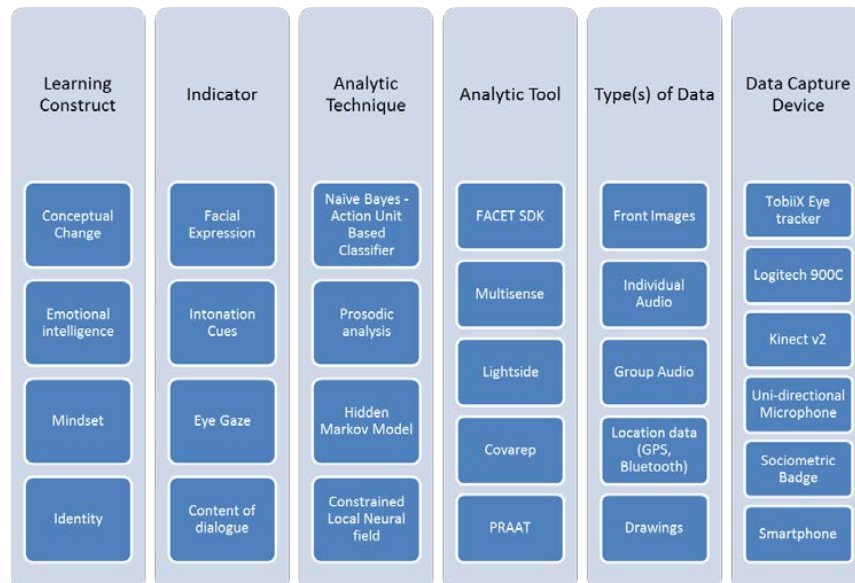 Learning
Construct
Conceptual
Change
Emotional
intelligence
Mindset
Identity
Indicator
Facial
Expression
Intonation
Cues
Eye Gaze
Content of
dialogue
Analytic
Technique
Naïve Bayes -
Action Unit
Based
Classifier
Prosodic
analysis
Hidden
Markov Model
Constrained
Local Neural
field
Analytic Tool
FACET SDK
Multisense
Lightside
Covarep
PRAAT
Type(s) of Data
Front Images
Individual
Audio
Group Audio
Location data
(GPS,
Bluetooth)
Drawings
Data Capture
Device
TobiiX Eye
tracker
Logitech 900C
Kinect v2
Uni-directional
Microphone
Sociometric
Badge
Smartphone